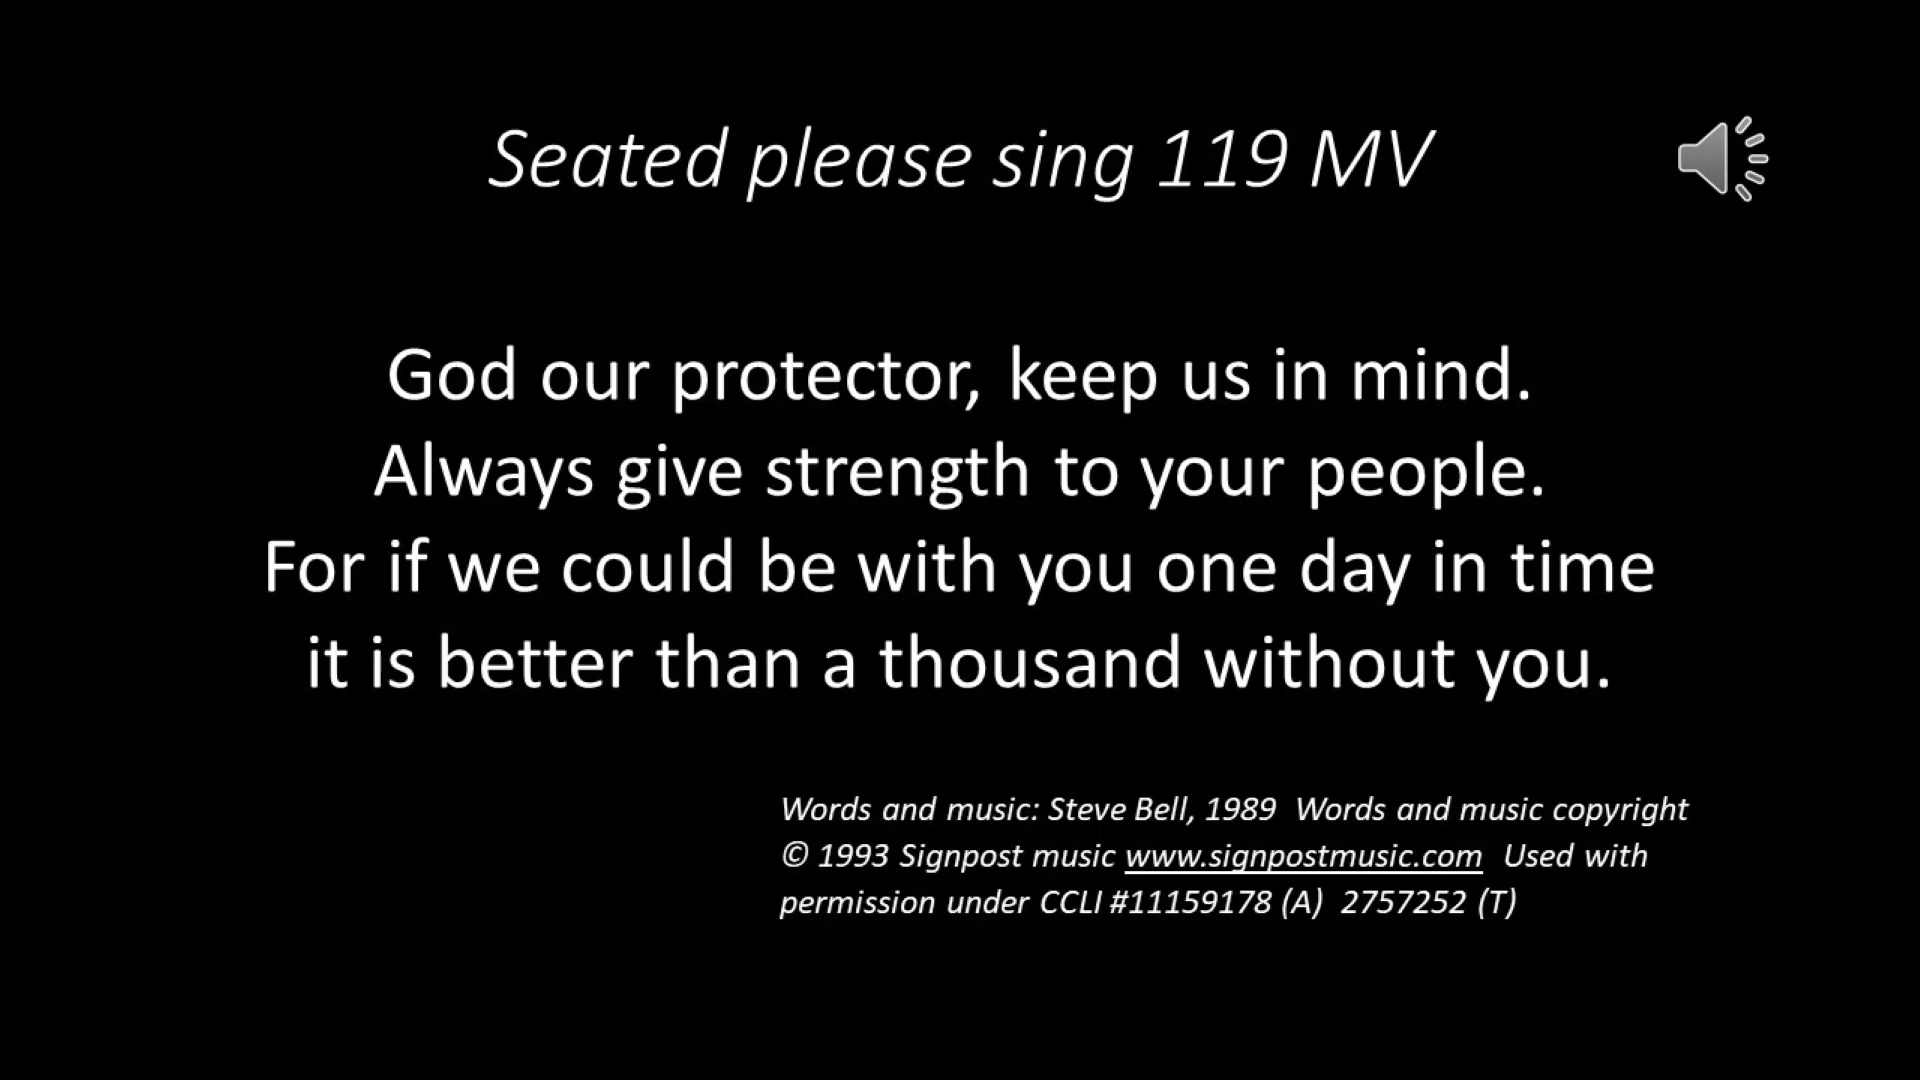 Seated please sing 119 MV
God our protector, keep us in mind.
Always give strength to your people.
For if we could be with you one day in time
it is better than a thousand without you.
Words and music: Steve Bell, 1989  Words and music copyright
© 1993 Signpost music www.signpostmusic.com  Used with
permission under CCLI #11159178 (A)  2757252 (T)